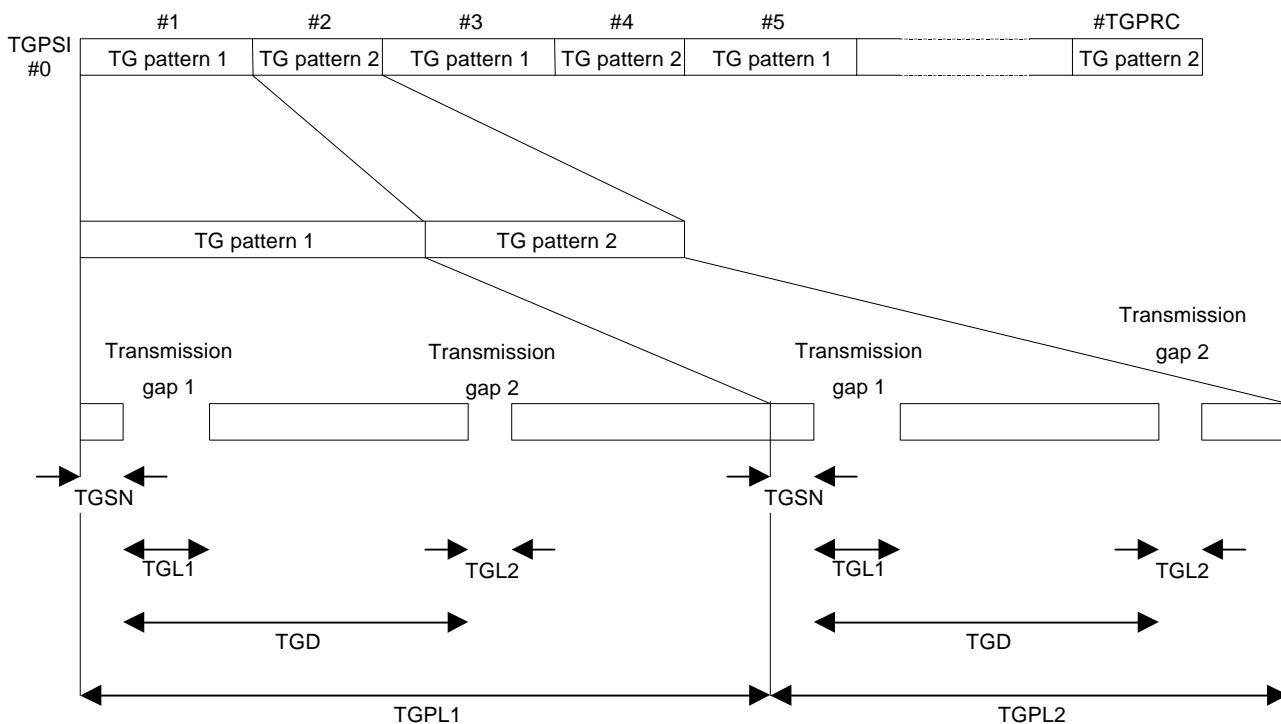 #1 #2 #3 #4 #5 #TGPRC
TGPSI
#0
TG pattern 1 TG pattern 2 TG pattern 1 TG pattern 2 TG pattern 1 TG pattern 2
TG pattern 1 TG pattern 2
Transmission
gap 1
Transmission
gap 2
Transmission
gap 1
Transmission
gap 2
TGSN TGSN
TGL1 TGL2 TGL1 TGL2
TGD TGD
TGPL1 TGPL2